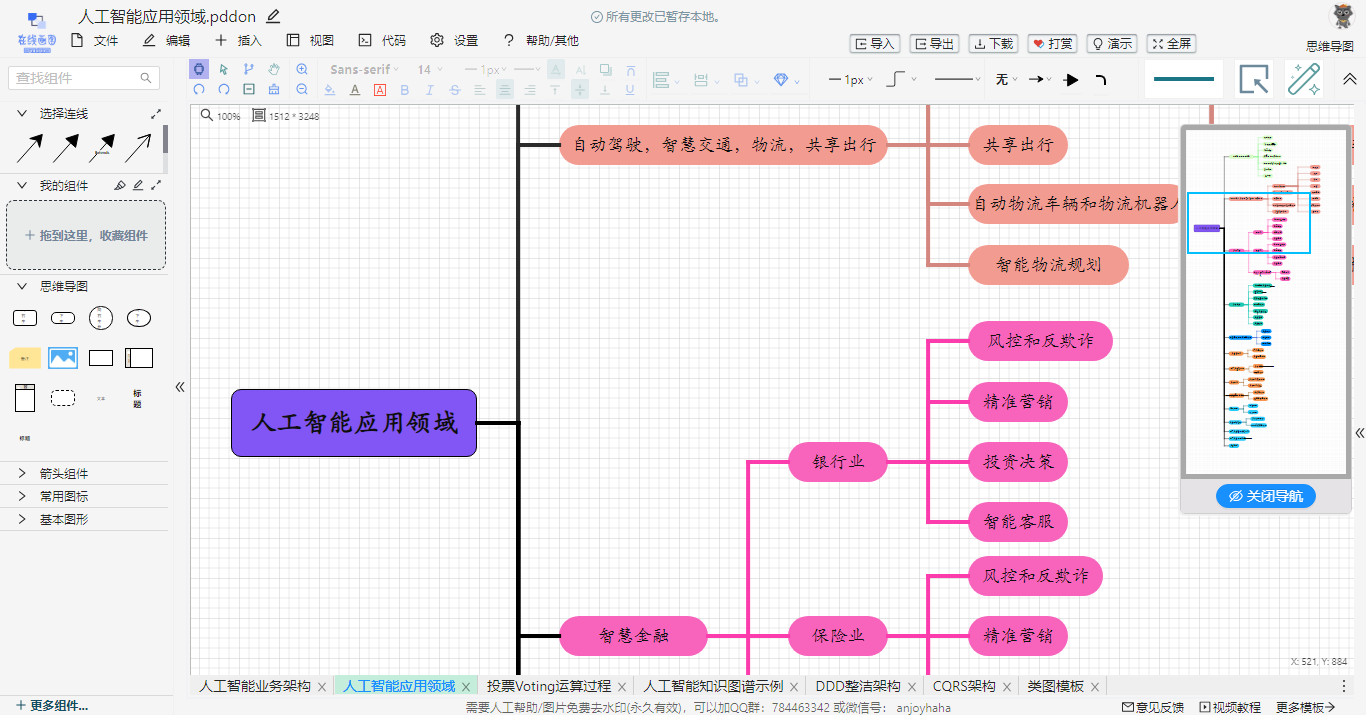 人工智能应用领域.pddon
所有更改已暂存本地。
在线画图
文件 编辑 插入 视图 代码 设置 帮助/其他
导入 导出 下载 打赏 演示 全屏
思维导图
查找组件
Sans-serif 14 1px
1px 无
选择连线
100% 1512 * 3248
我的组件
拖到这里，收藏组件
思维导图
标题
箭头组件
常用图标
基本图形
更多组件...
自动驾驶，智慧交通，物流，共享出行
共享出行
自动物流车辆和物流机器人
智能物流规划
人工智能应用领域
银行业
风控和反欺诈
精准营销
投资决策
智能客服
智慧金融
保险业
风控和反欺诈
精准营销
关闭导航
X: 521, Y: 884
人工智能业务架构 人工智能应用领域 投票Voting运算过程 人工智能知识图谱示例 DDD整洁架构 CQRS架构 类图模板
需要人工帮助/图片免费去水印(永久有效)，可以加QQ群：784463342 或微信号： anjoyhaha
意见反馈 视频教程 更多模板